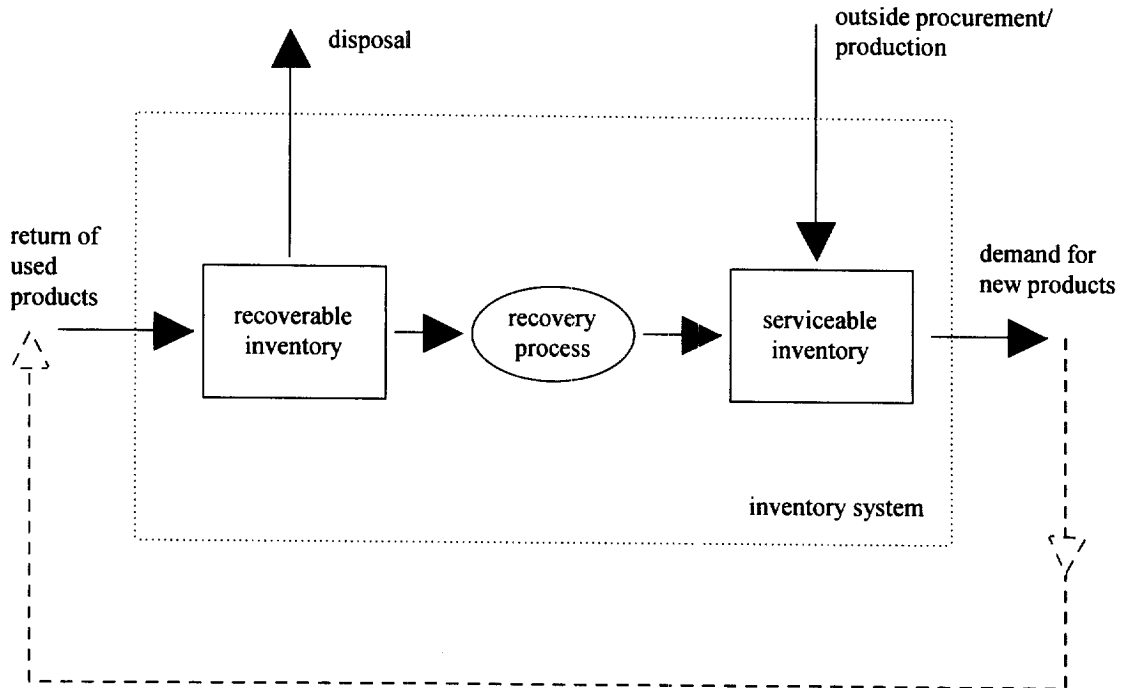 disposal
outside procurement/
production
return of
used
products
recoverable
inventory
recovery
process
serviceable
inventory
demand for
new products
inventory system